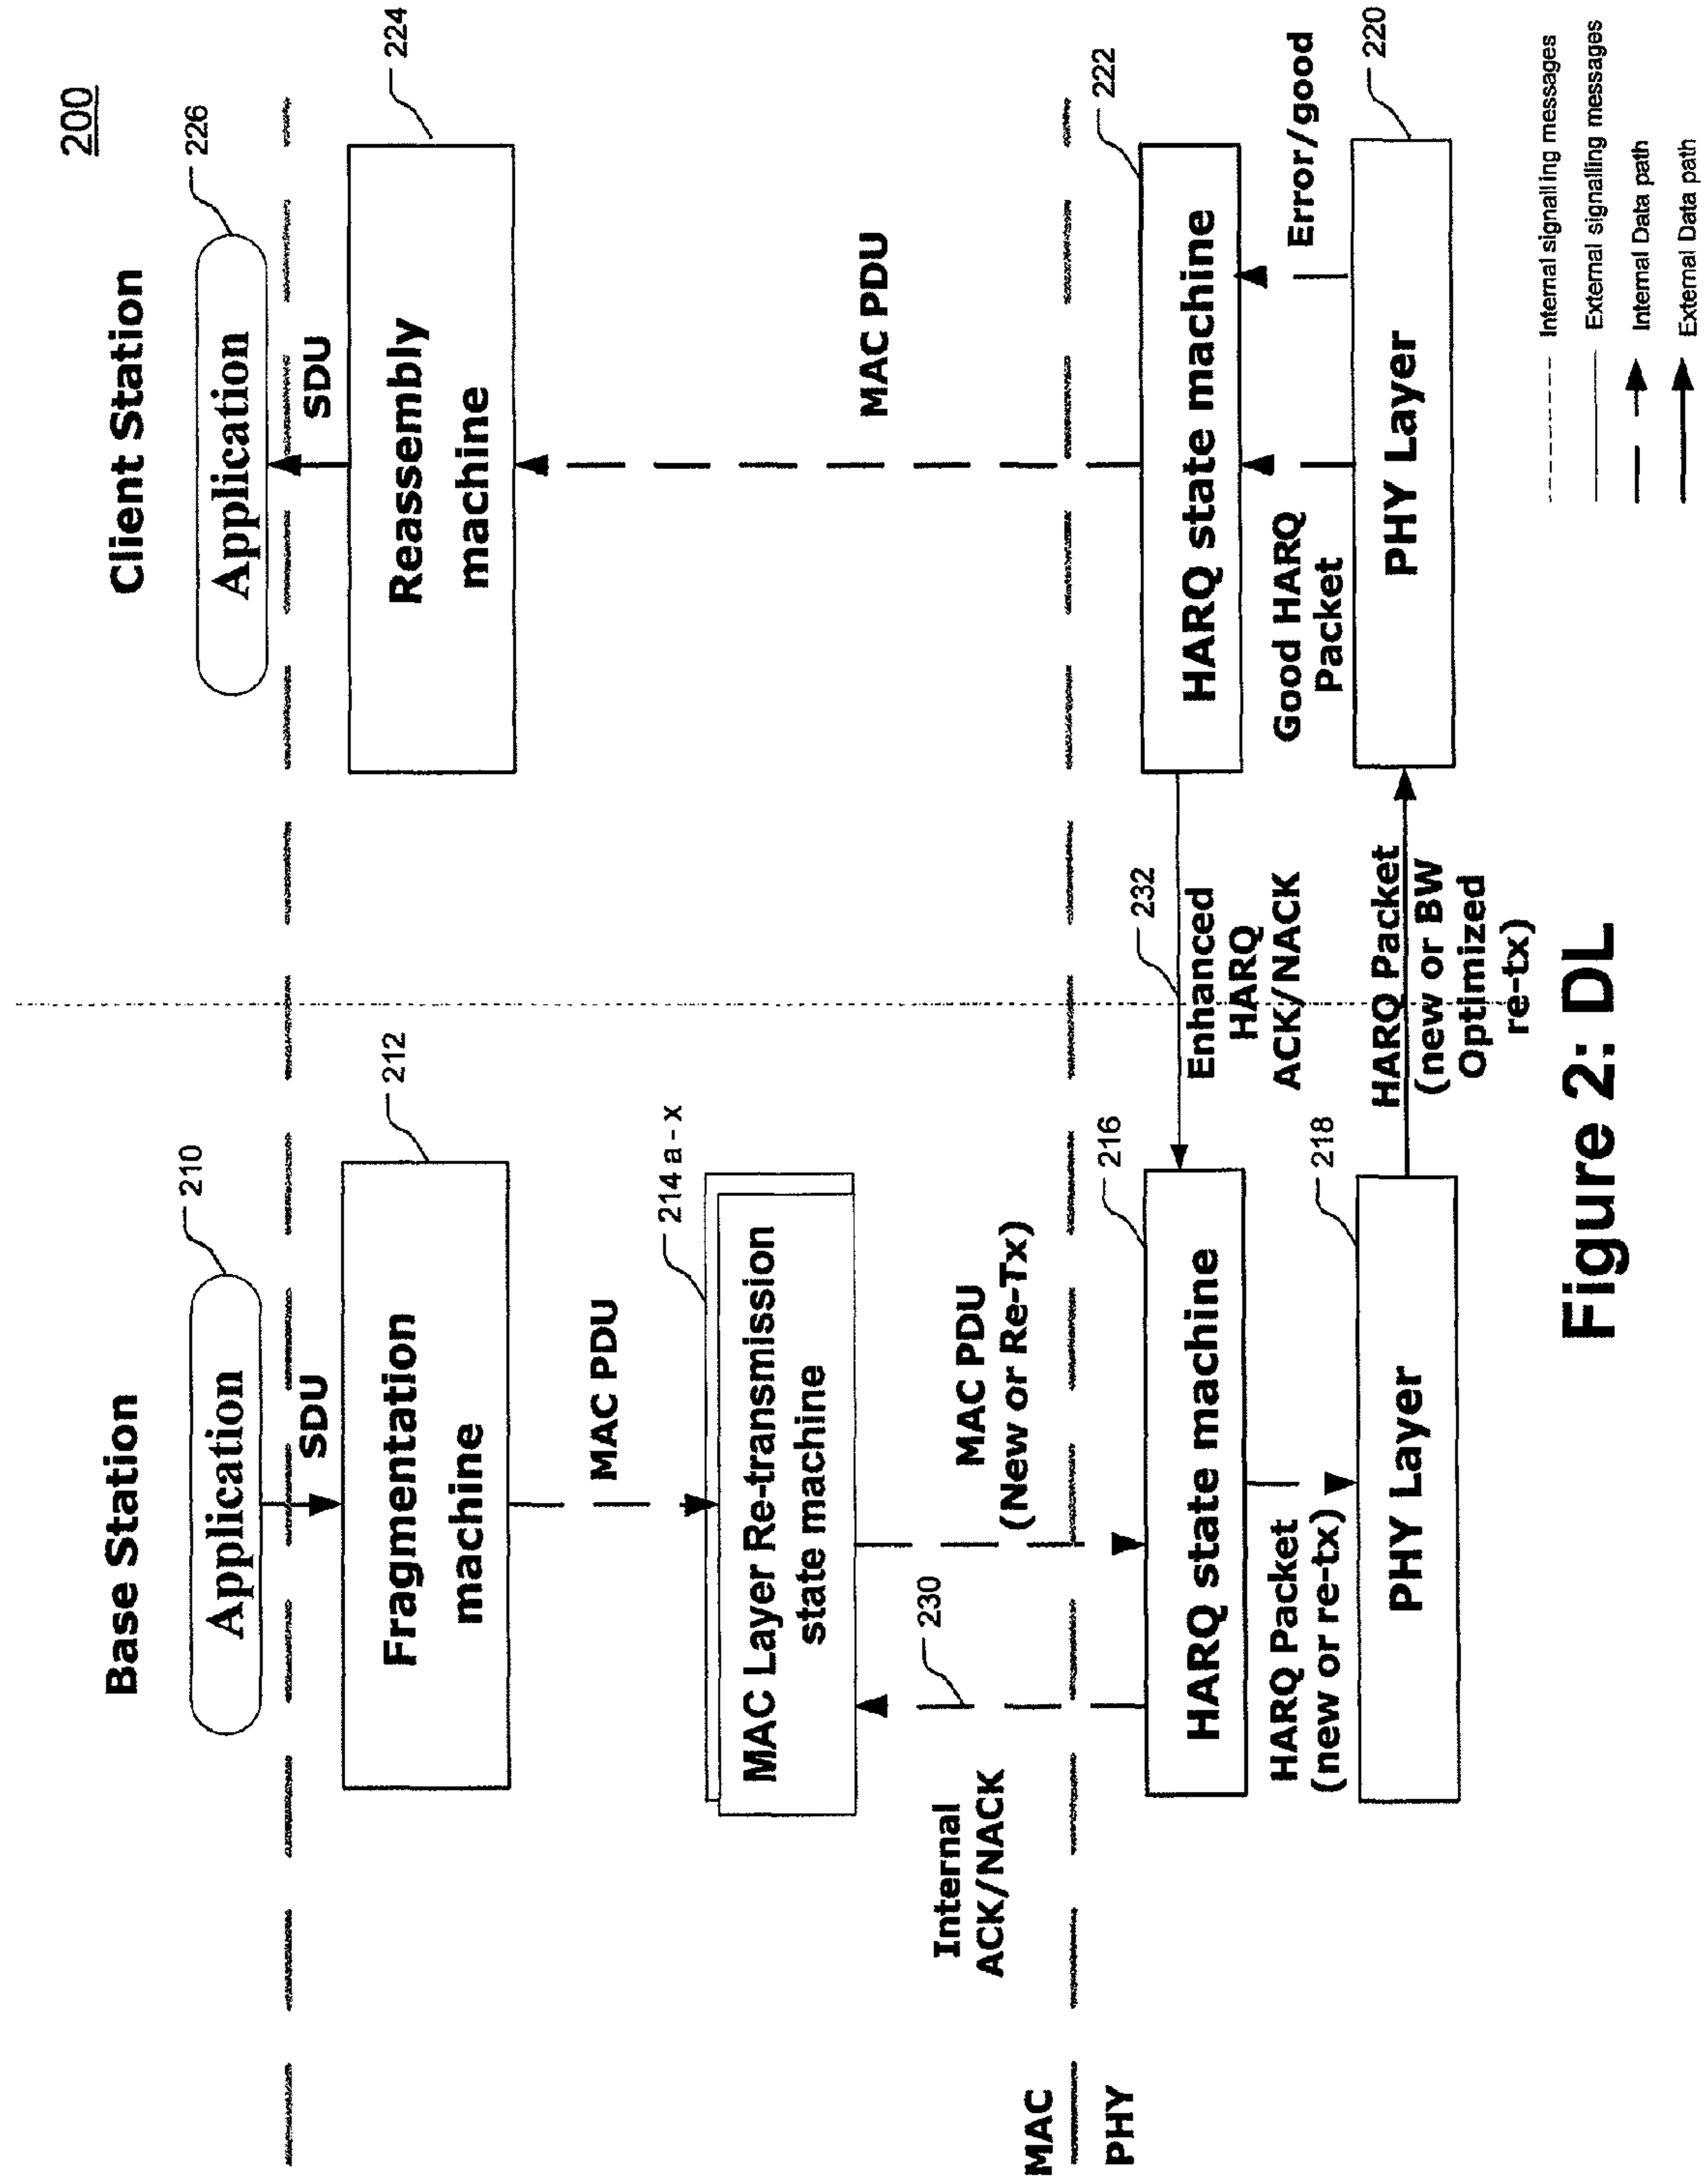 200
Base Station
Client Station
210
Application
226
Application
SDU
SDU
212
Fragmentation
machine
224
Reassembly
machine
MAC PDU
214 a - x
MAC Layer Re-transmission
state machine
MAC PDU
Internal
ACK/NACK
230
MAC PDU
(New or Re-Tx)
MAC
PHY
216
HARQ state machine
232
Enhanced
HARQ
ACK/NACK
222
HARQ state machine
HARQ Packet
(new or re-tx)
Good HARQ
Packet
Error/good
218
PHY Layer
HARQ Packet
(new or BW
Optimized
re-tx)
220
PHY Layer
Internal signalling messages
External signalling messages
Internal Data path
External Data path
Figure 2: DL